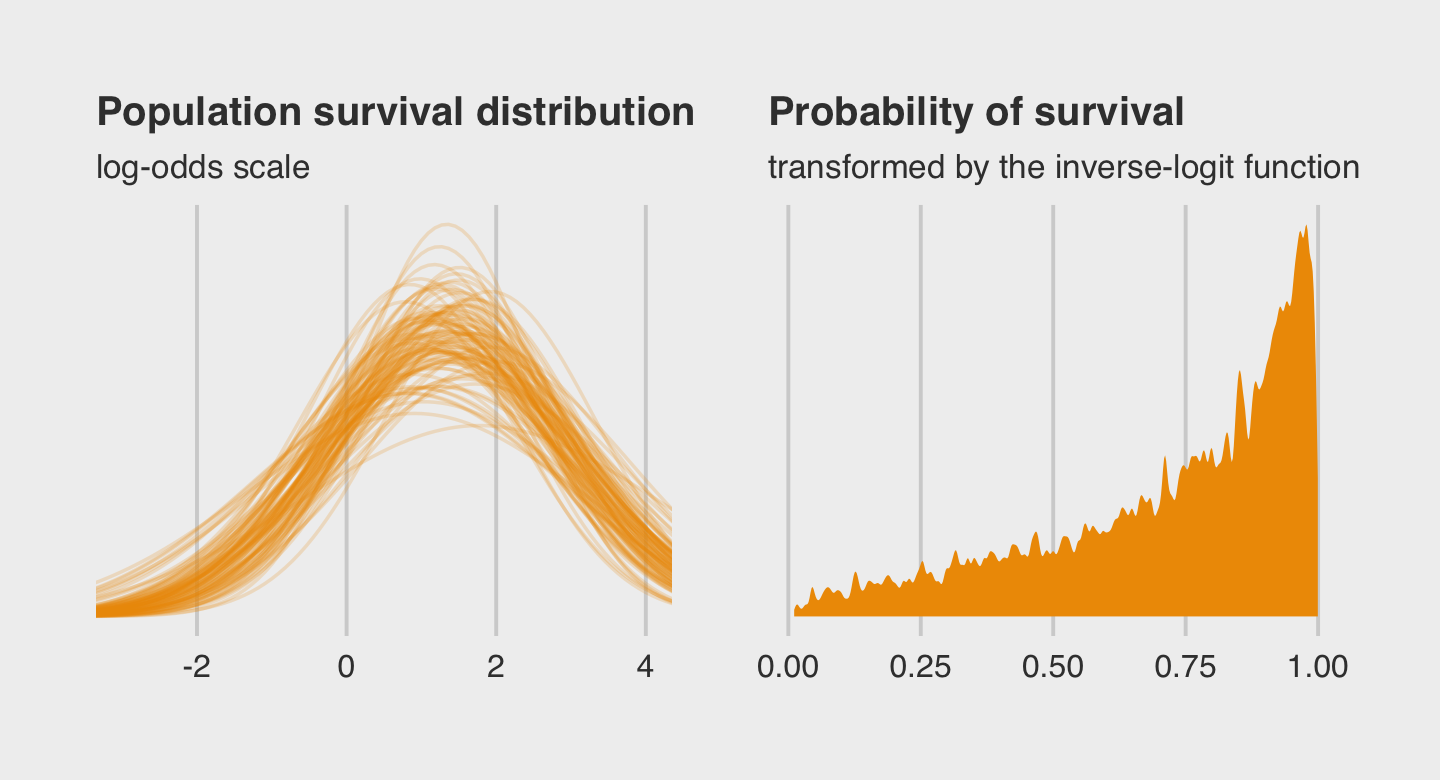 Population survival distribution
log-odds scale
-2 0 2 4
Probability of survival
transformed by the inverse-logit function
0.00 0.25 0.50 0.75 1.00